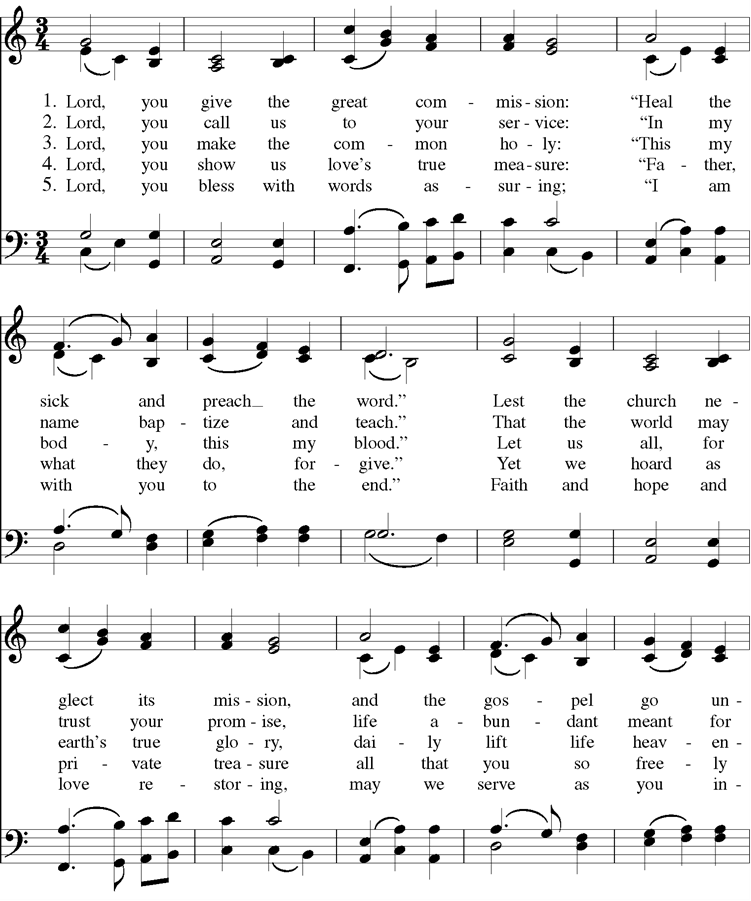 1. Lord, you give the great com - mis - sion: “Heal the
2. Lord, you call us to your ser - vice: “In my
3. Lord, you make the com - mon ho - ly: “This my
4. Lord, you show us love’s true mea - sure: “Fa - ther,
5. Lord, you bless with words as - sur - ing; “I am
sick and preach__ the word.” Lest the church ne -
name bap - tize and teach.” That the world may
bod - y, this my blood.” Let us all, for
what they do, for - give.” Yet we hoard as
with you to the end.” Faith and hope and
glect its mis - sion, and the gos - pel go un -
trust your prom - ise, life a - bun - dant meant for
earth’s true glo - ry, dai - ly lift life heav - en -
pri - vate trea - sure all that you so free - ly
love re - stor - ing, may we serve as you in -